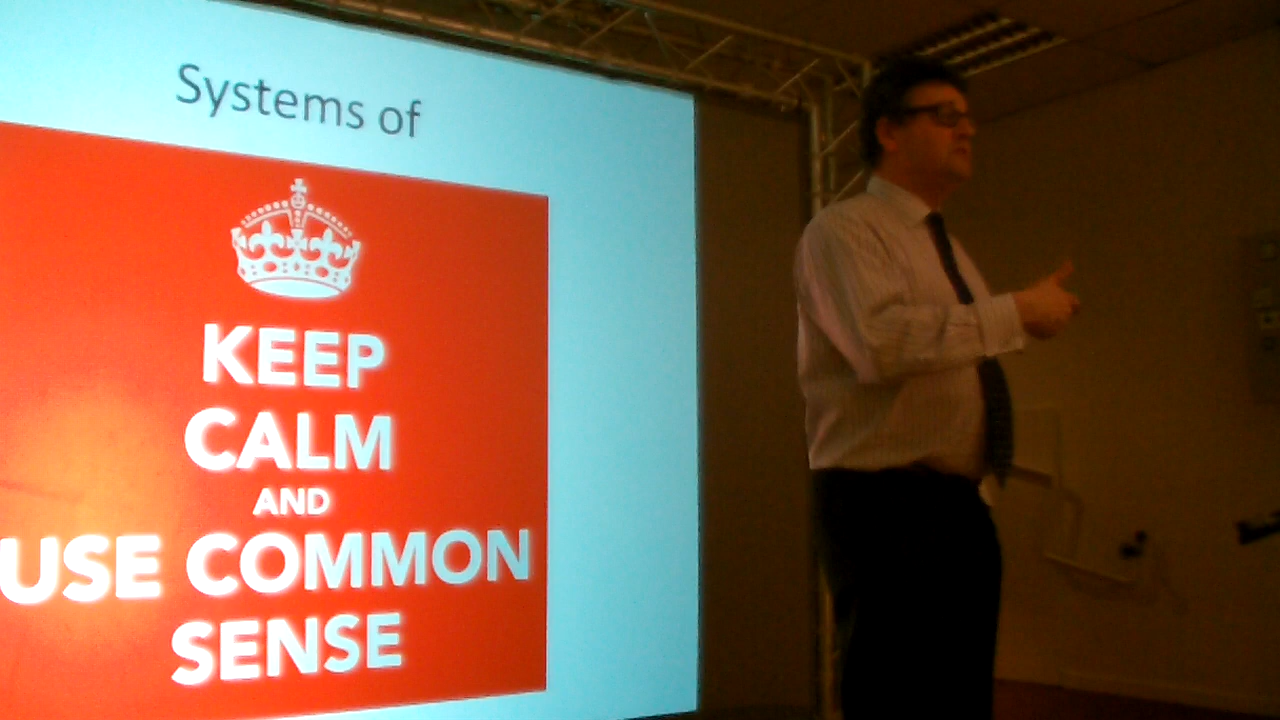 Systems of
KEEP
CALM
AND
USE COMMON
SENSE